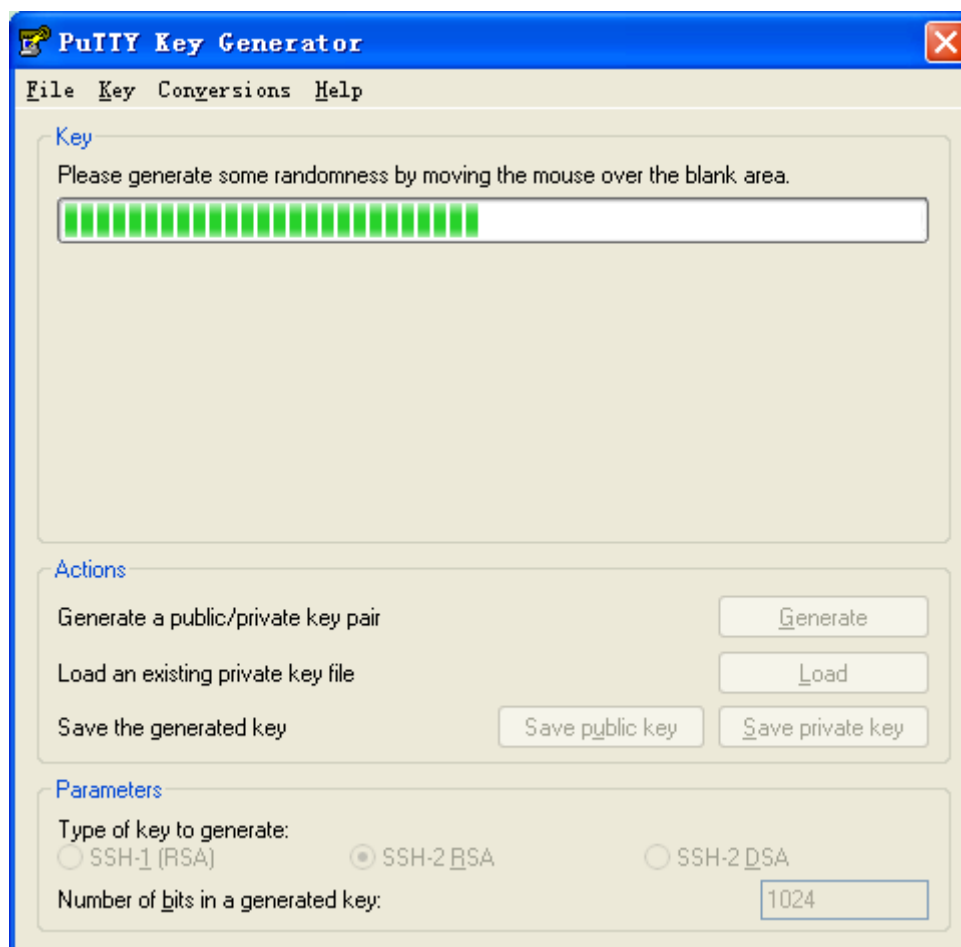 PuTTY Key Generator
File Key Conversions Help
Key
Please generate some randomness by moving the mouse over the blank area.
Actions
Generate a public/private key pair Generate
Load an existing private key file Load
Save the generated key Save public key Save private key
Parameters
Type of key to generate:
SSH-1 (RSA) SSH-2 RSA SSH-2 DSA
Number of bits in a generated key: 1024